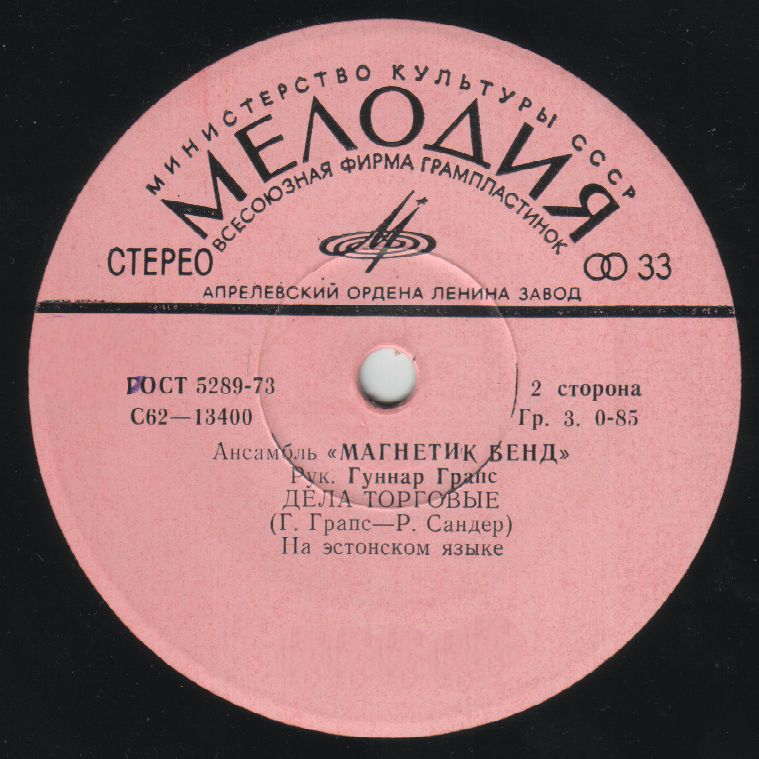 МИНИСТЕРСТВО КУЛЬТУРЫ СССР
МЕЛОДИЯ
ВСЕСОЮЗНАЯ ФИРМА ГРАМПЛАСТИНОК
СТЕРЕО
33
АПРЕЛЕВСКИЙ ОРДЕНА ЛЕНИНА ЗАВОД
ГОСТ 5289-73
2 сторона
С62—13400
Гр. 3. 0-85
Ансамбль «МАГНЕТИК БЕНД»
Рук. Гуннар Грапс
ДЕЛА ТОРГОВЫЕ
(Г. Грапс—Р. Сандер)
На эстонском языке